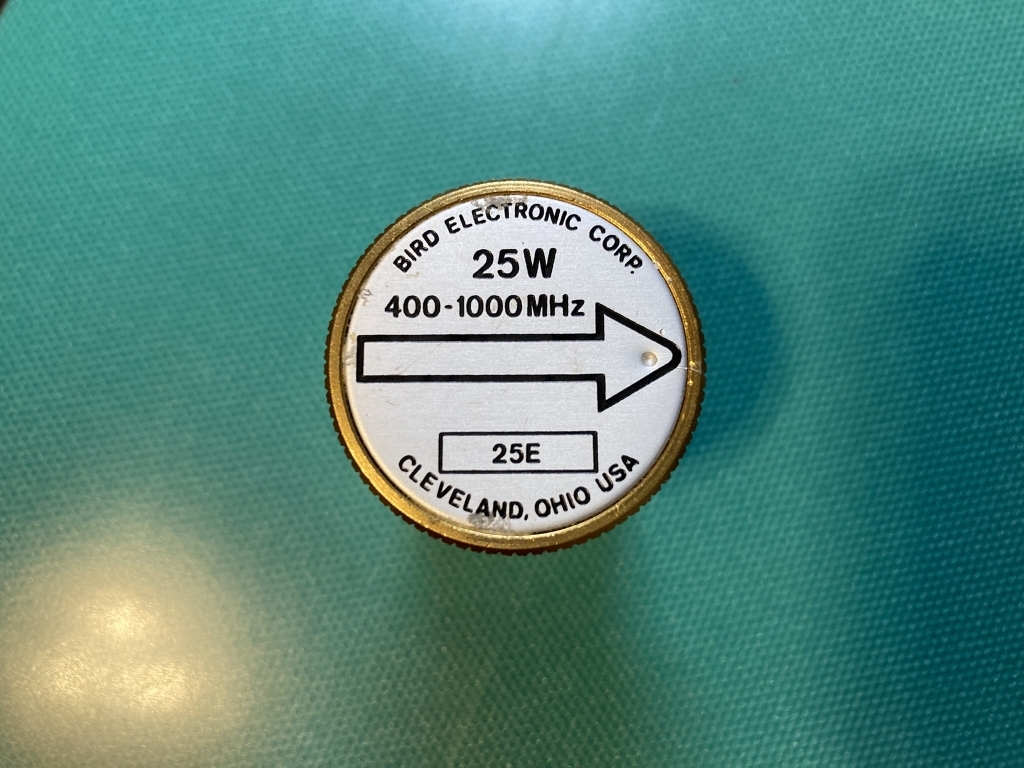 BIRD ELECTRONIC CORP.
25W
400-1000MHz
25E
CLEVELAND, OHIO USA